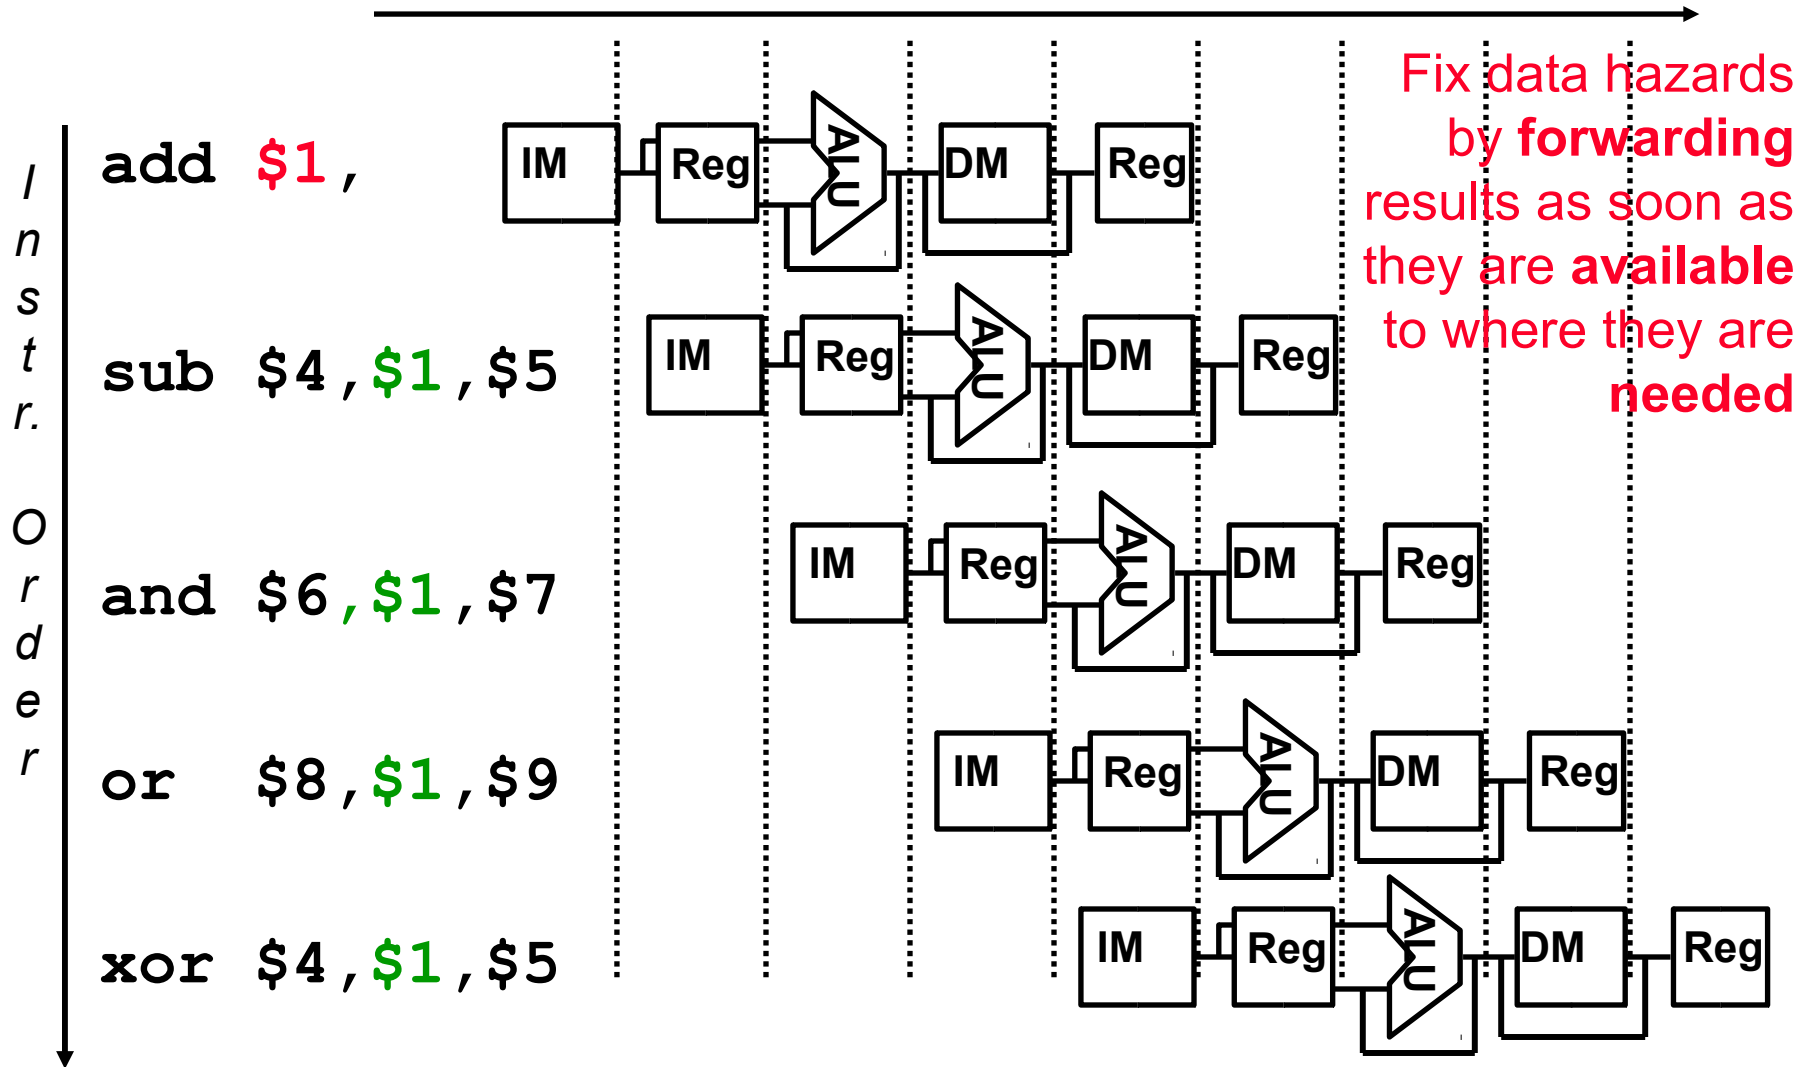 Fix data hazards
by forwarding
results as soon as
they are available
to where they are
needed
Instr. Order
add $1,
IM Reg ALU DM Reg
sub $4,$1,$5
IM Reg ALU DM Reg
and $6,$1,$7
IM Reg ALU DM Reg
or $8,$1,$9
IM Reg ALU DM Reg
xor $4,$1,$5
IM Reg ALU DM Reg